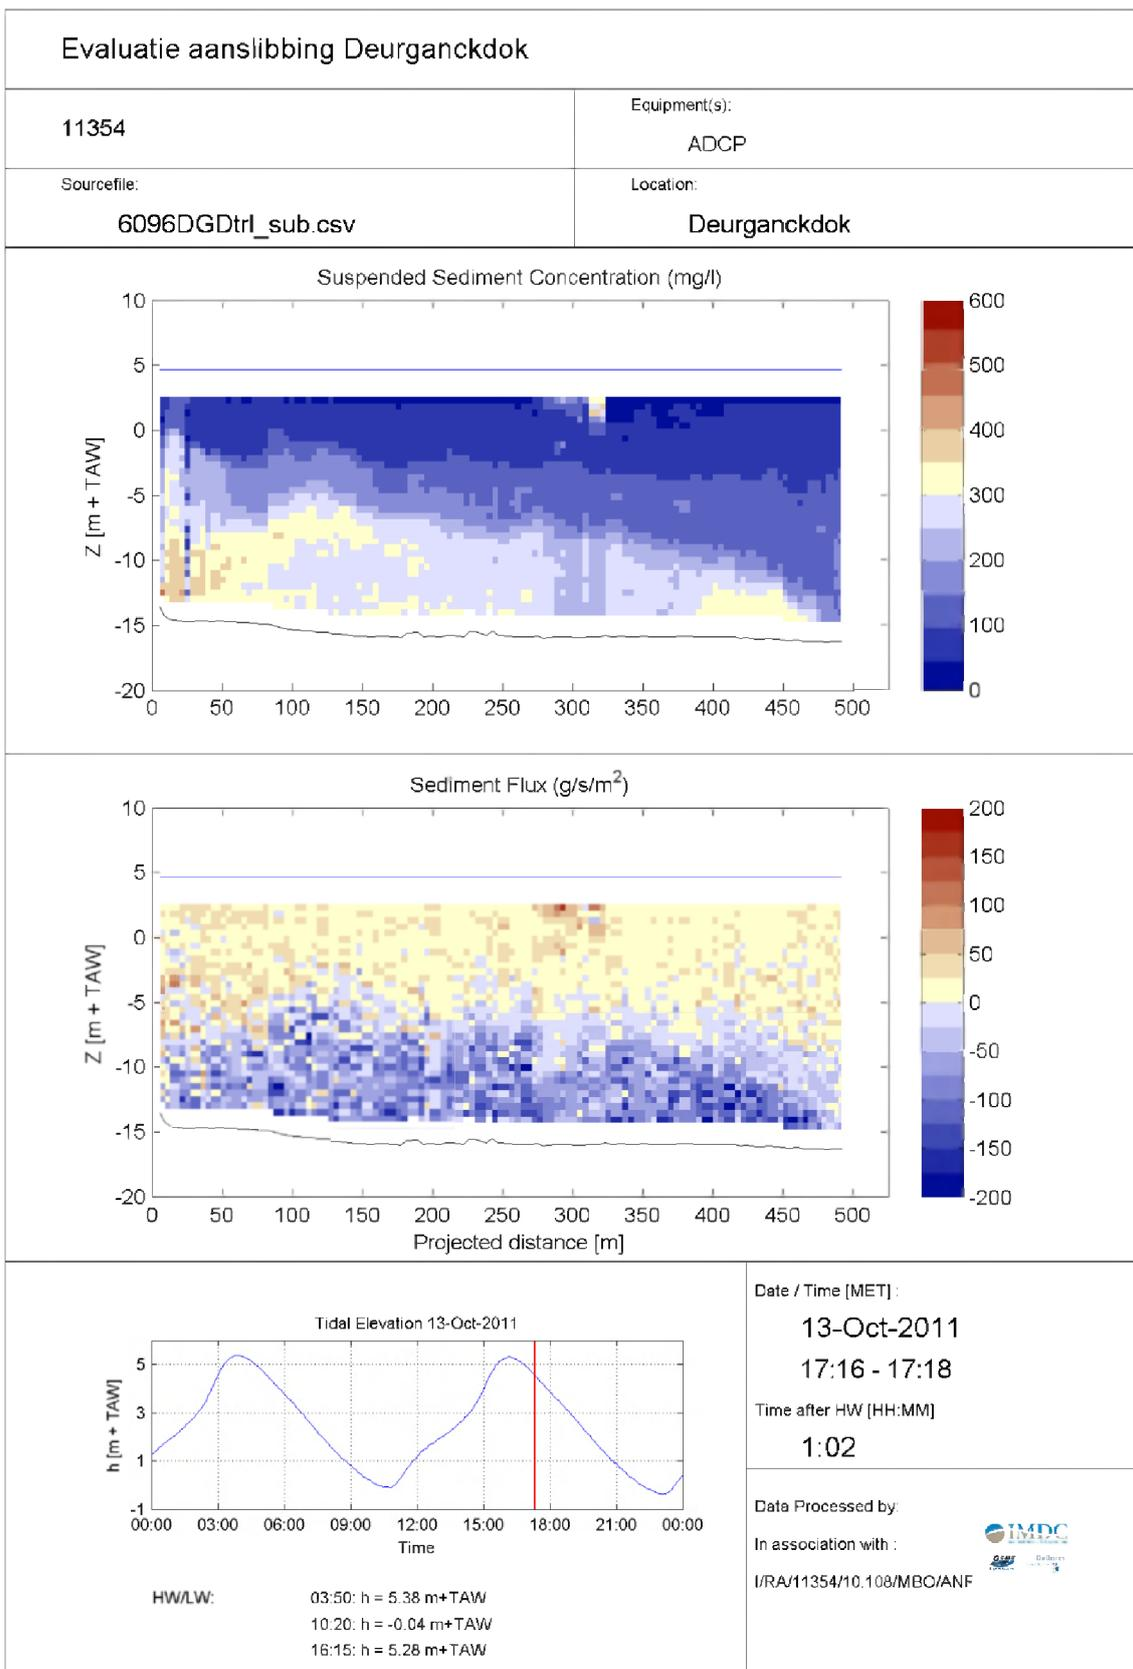 Evaluatie aanslibbing Deurganckdok
11354
Equipment(s):
ADCP
Sourcefile:
6096DGDtrl_sub.csv
Location:
Deurganckdok
Suspended Sediment Concentration (mg/l)
10
5
0
-5
-10
-15
-20
Z [m + TAW]
0 50 100 150 200 250 300 350 400 450 500
600
500
400
300
200
100
0
Sediment Flux (g/s/m²)
10
5
0
-5
-10
-15
-20
Z [m + TAW]
0 50 100 150 200 250 300 350 400 450 500
Projected distance [m]
200
150
100
50
0
-50
-100
-150
-200
Tidal Elevation 13-Oct-2011
5
3
1
-1
h [m + TAW]
00:00 03:00 06:00 09:00 12:00 15:00 18:00 21:00 00:00
Time
HW/LW:
03:50: h = 5.38 m+TAW
10:20: h = -0.04 m+TAW
16:15: h = 5.28 m+TAW
Date / Time [MET] :
13-Oct-2011
17:16 - 17:18
Time after HW [HH:MM]
1:02
Data Processed by:
IMDC
In association with :
I/RA/11354/10.108/MBO/ANF